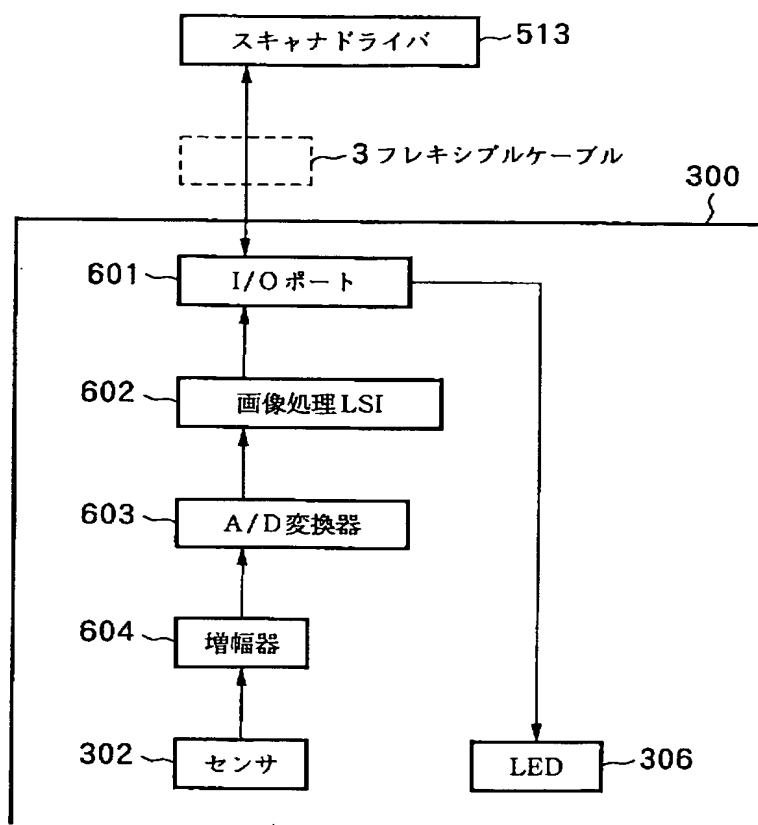 スキャナドライバ 513
3 フレキシブルケーブル
300
601 I/Oポート
602 画像処理LSI
603 A/D変換器
604 増幅器
302 センサ
LED 306